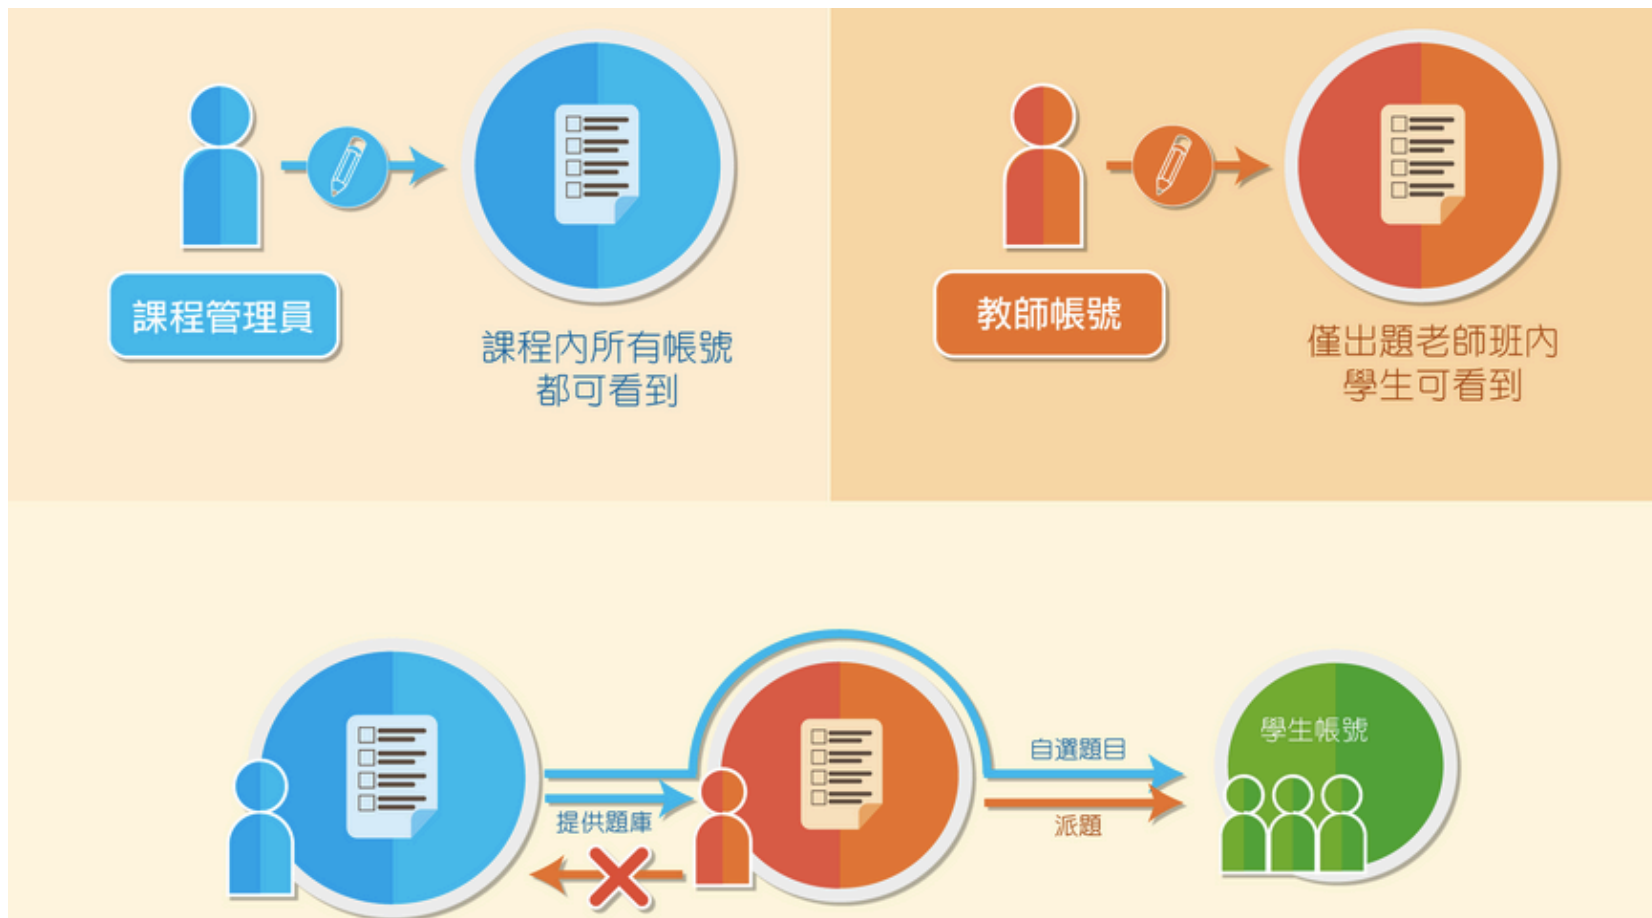 課程管理員
課程內所有帳號
都可看到
教師帳號
僅出題老師班內
學生可看到
提供題庫
自選題目
派題
學生帳號